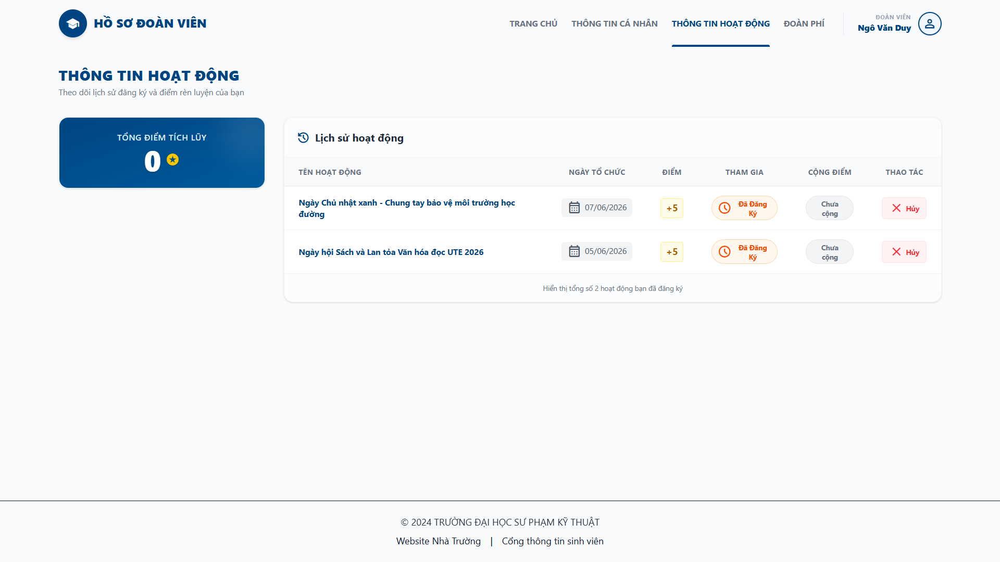 HỒ SƠ ĐOÀN VIÊN
TRANG CHỦ
THÔNG TIN CÁ NHÂN
THÔNG TIN HOẠT ĐỘNG
ĐOÀN PHÍ
ĐOÀN VIÊN
Ngô Văn Duy
THÔNG TIN HOẠT ĐỘNG
Theo dõi lịch sử đăng ký và điểm rèn luyện của bạn
TỔNG ĐIỂM TÍCH LŨY
0
Lịch sử hoạt động
TÊN HOẠT ĐỘNG NGÀY TỔ CHỨC ĐIỂM THAM GIA CỘNG ĐIỂM THAO TÁC
Ngày Chủ nhật xanh - Chung tay bảo vệ môi trường học
đường
07/06/2026
+5
Đã Đăng
Ký
Chưa
cộng
Hủy
Ngày hội Sách và Lan tỏa Văn hóa đọc UTE 2026
05/06/2026
+5
Đã Đăng
Ký
Chưa
cộng
Hủy
Hiển thị tổng số 2 hoạt động bạn đã đăng ký
© 2024 TRƯỜNG ĐẠI HỌC SƯ PHẠM KỸ THUẬT
Website Nhà Trường | Cổng thông tin sinh viên